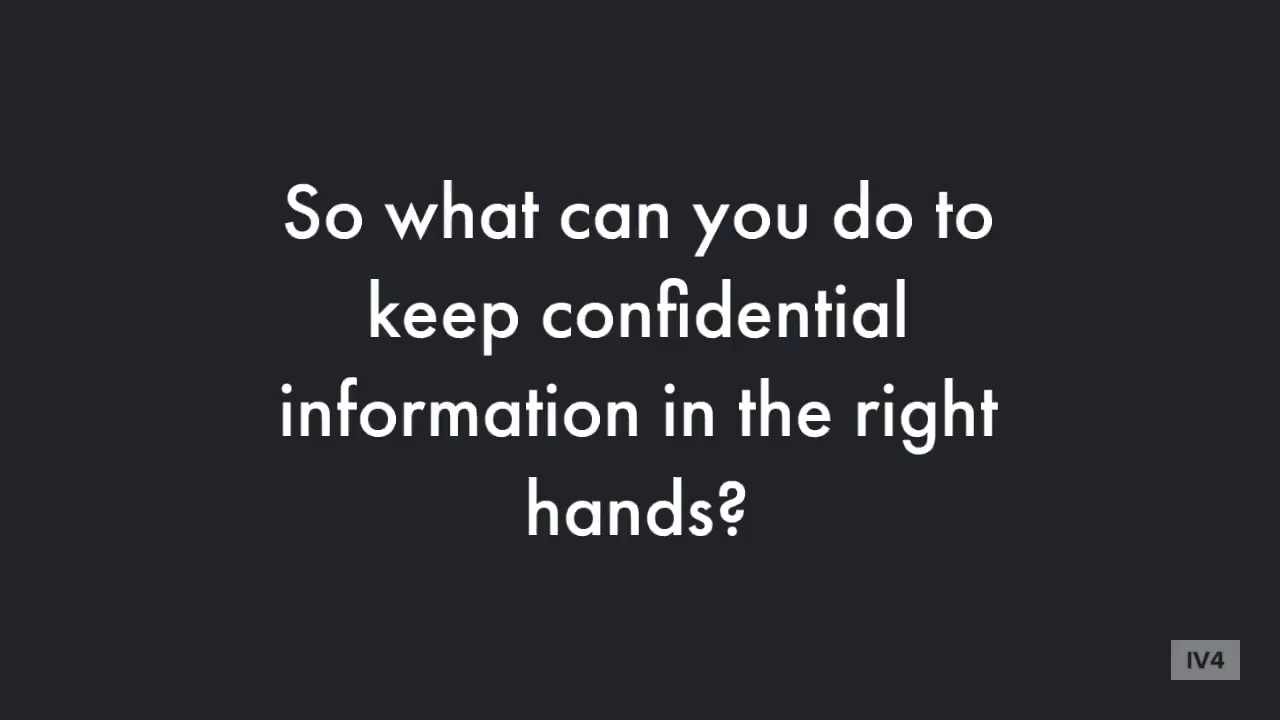 So what can you do to
keep confidential
information in the right
hands?
IV4